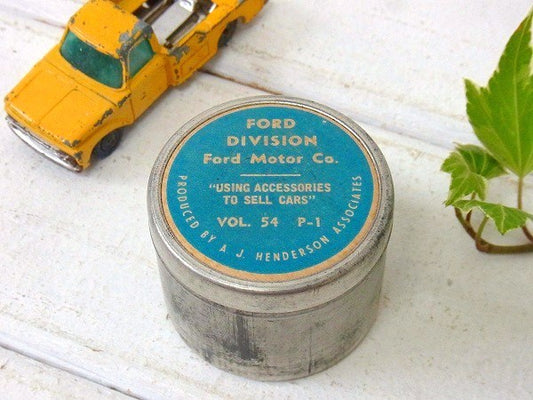 FORD
DIVISION
Ford Motor Co.
"USING ACCESSORIES
TO SELL CARS"
VOL. 54 P-1
PRODUCED BY A. J. HENDERSON ASSOCIATES